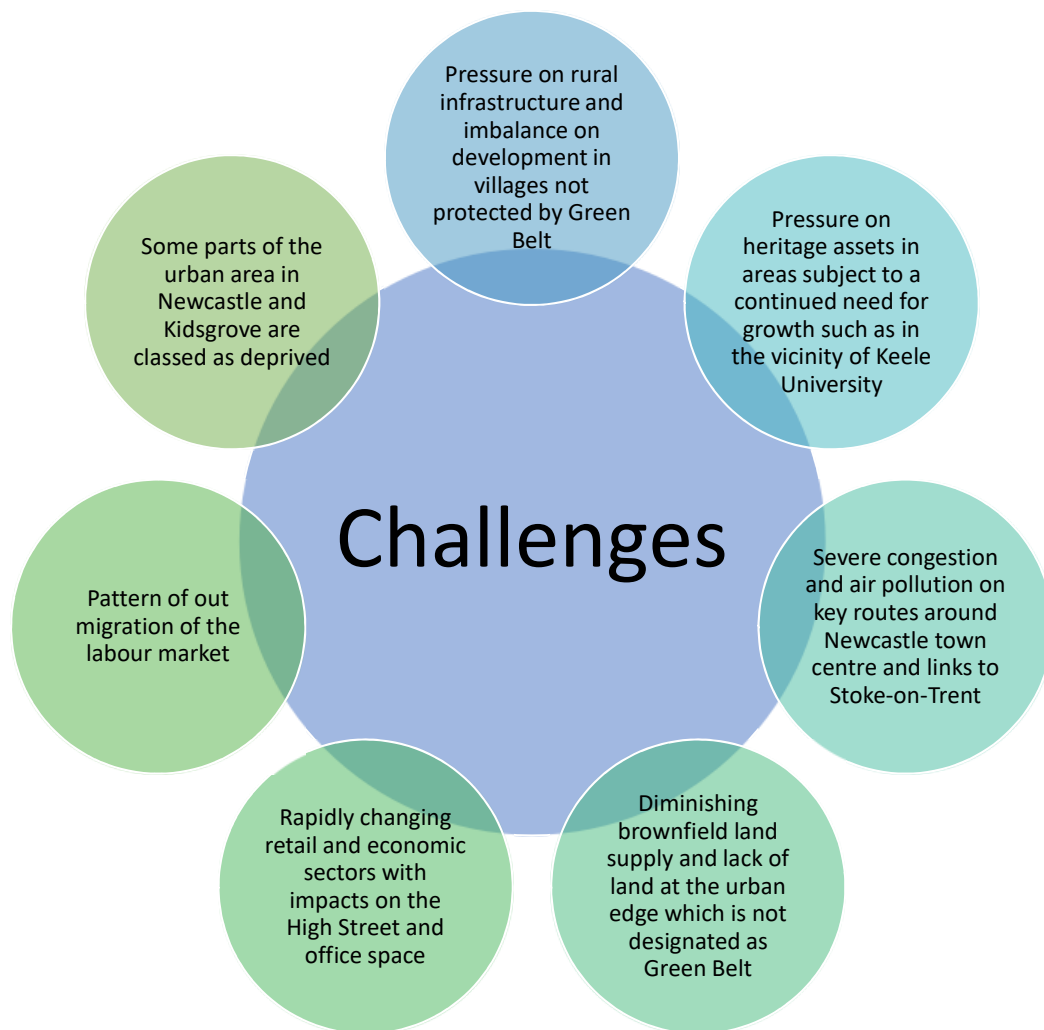 Pressure on rural
infrastructure and
imbalance on
development in
villages not
protected by Green
Belt
Pressure on
heritage assets in
areas subject to a
continued need for
growth such as in
the vicinity of Keele
University
Severe congestion
and air pollution on
key routes around
Newcastle town
centre and links to
Stoke-on-Trent
Diminishing
brownfield land
supply and lack of
land at the urban
edge which is not
designated as
Green Belt
Rapidly changing
retail and economic
sectors with
impacts on the
High Street and
office space
Pattern of out
migration of the
labour market
Some parts of the
urban area in
Newcastle and
Kidsgrove are
classed as deprived
Challenges